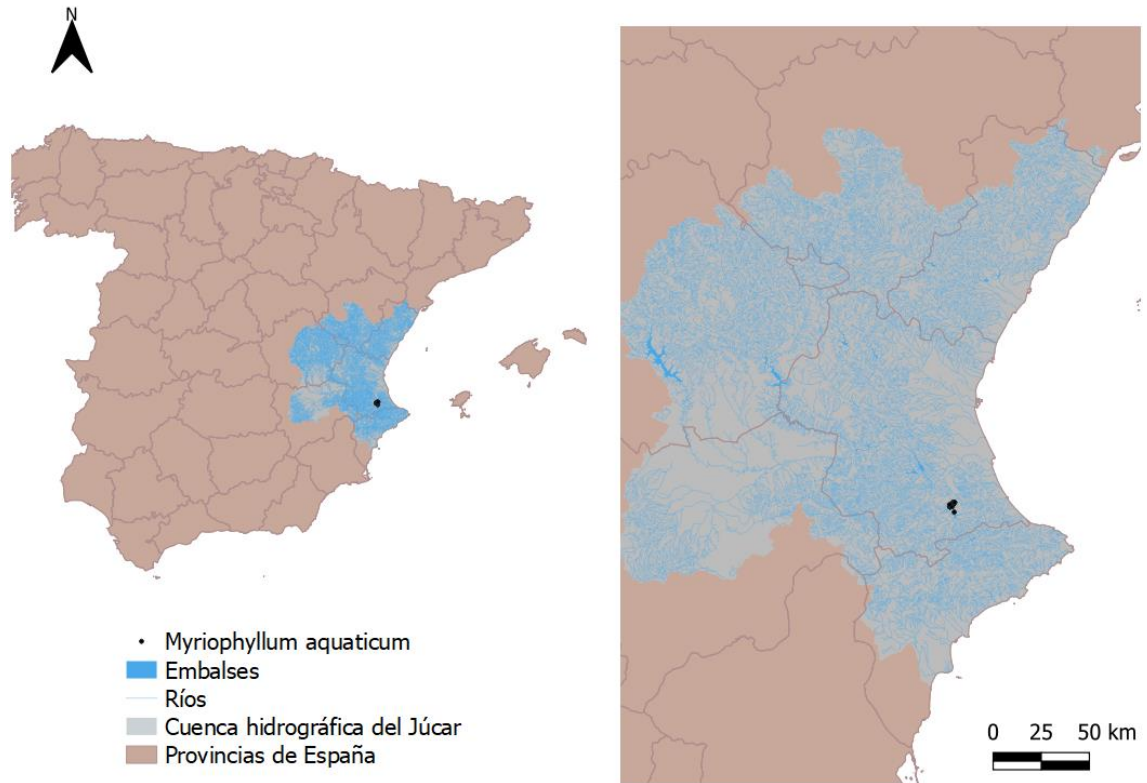 N
Myriophyllum aquaticum
Embalses
Ríos
Cuenca hidrográfica del Júcar
Provincias de España
0 25 50 km